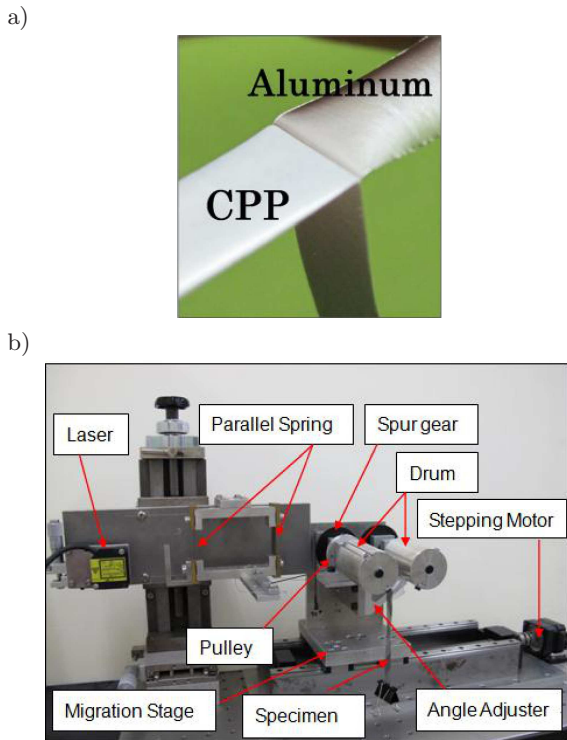 a)
Aluminum
CPP
b)
Laser
Parallel Spring
Spur gear
Drum
Stepping Motor
Pulley
Migration Stage
Specimen
Angle Adjuster